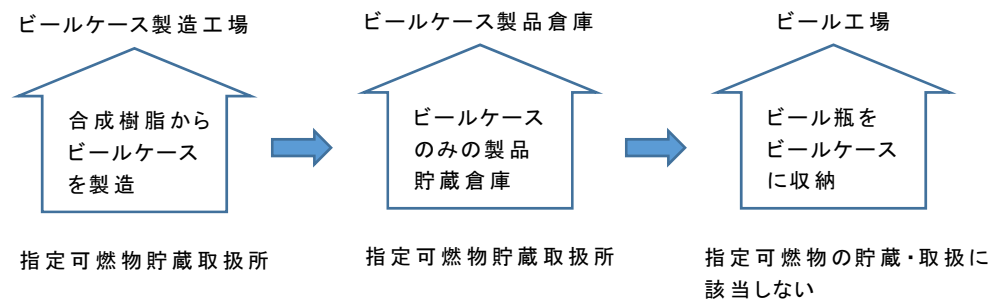 ビールケース製造工場
ビールケース製品倉庫
ビール工場
合成樹脂から
ビールケース
を製造
ビールケース
のみの製品
貯蔵倉庫
ビール瓶を
ビールケース
に収納
指定可燃物貯蔵取扱所
指定可燃物貯蔵取扱所
指定可燃物の貯蔵・取扱に
該当しない